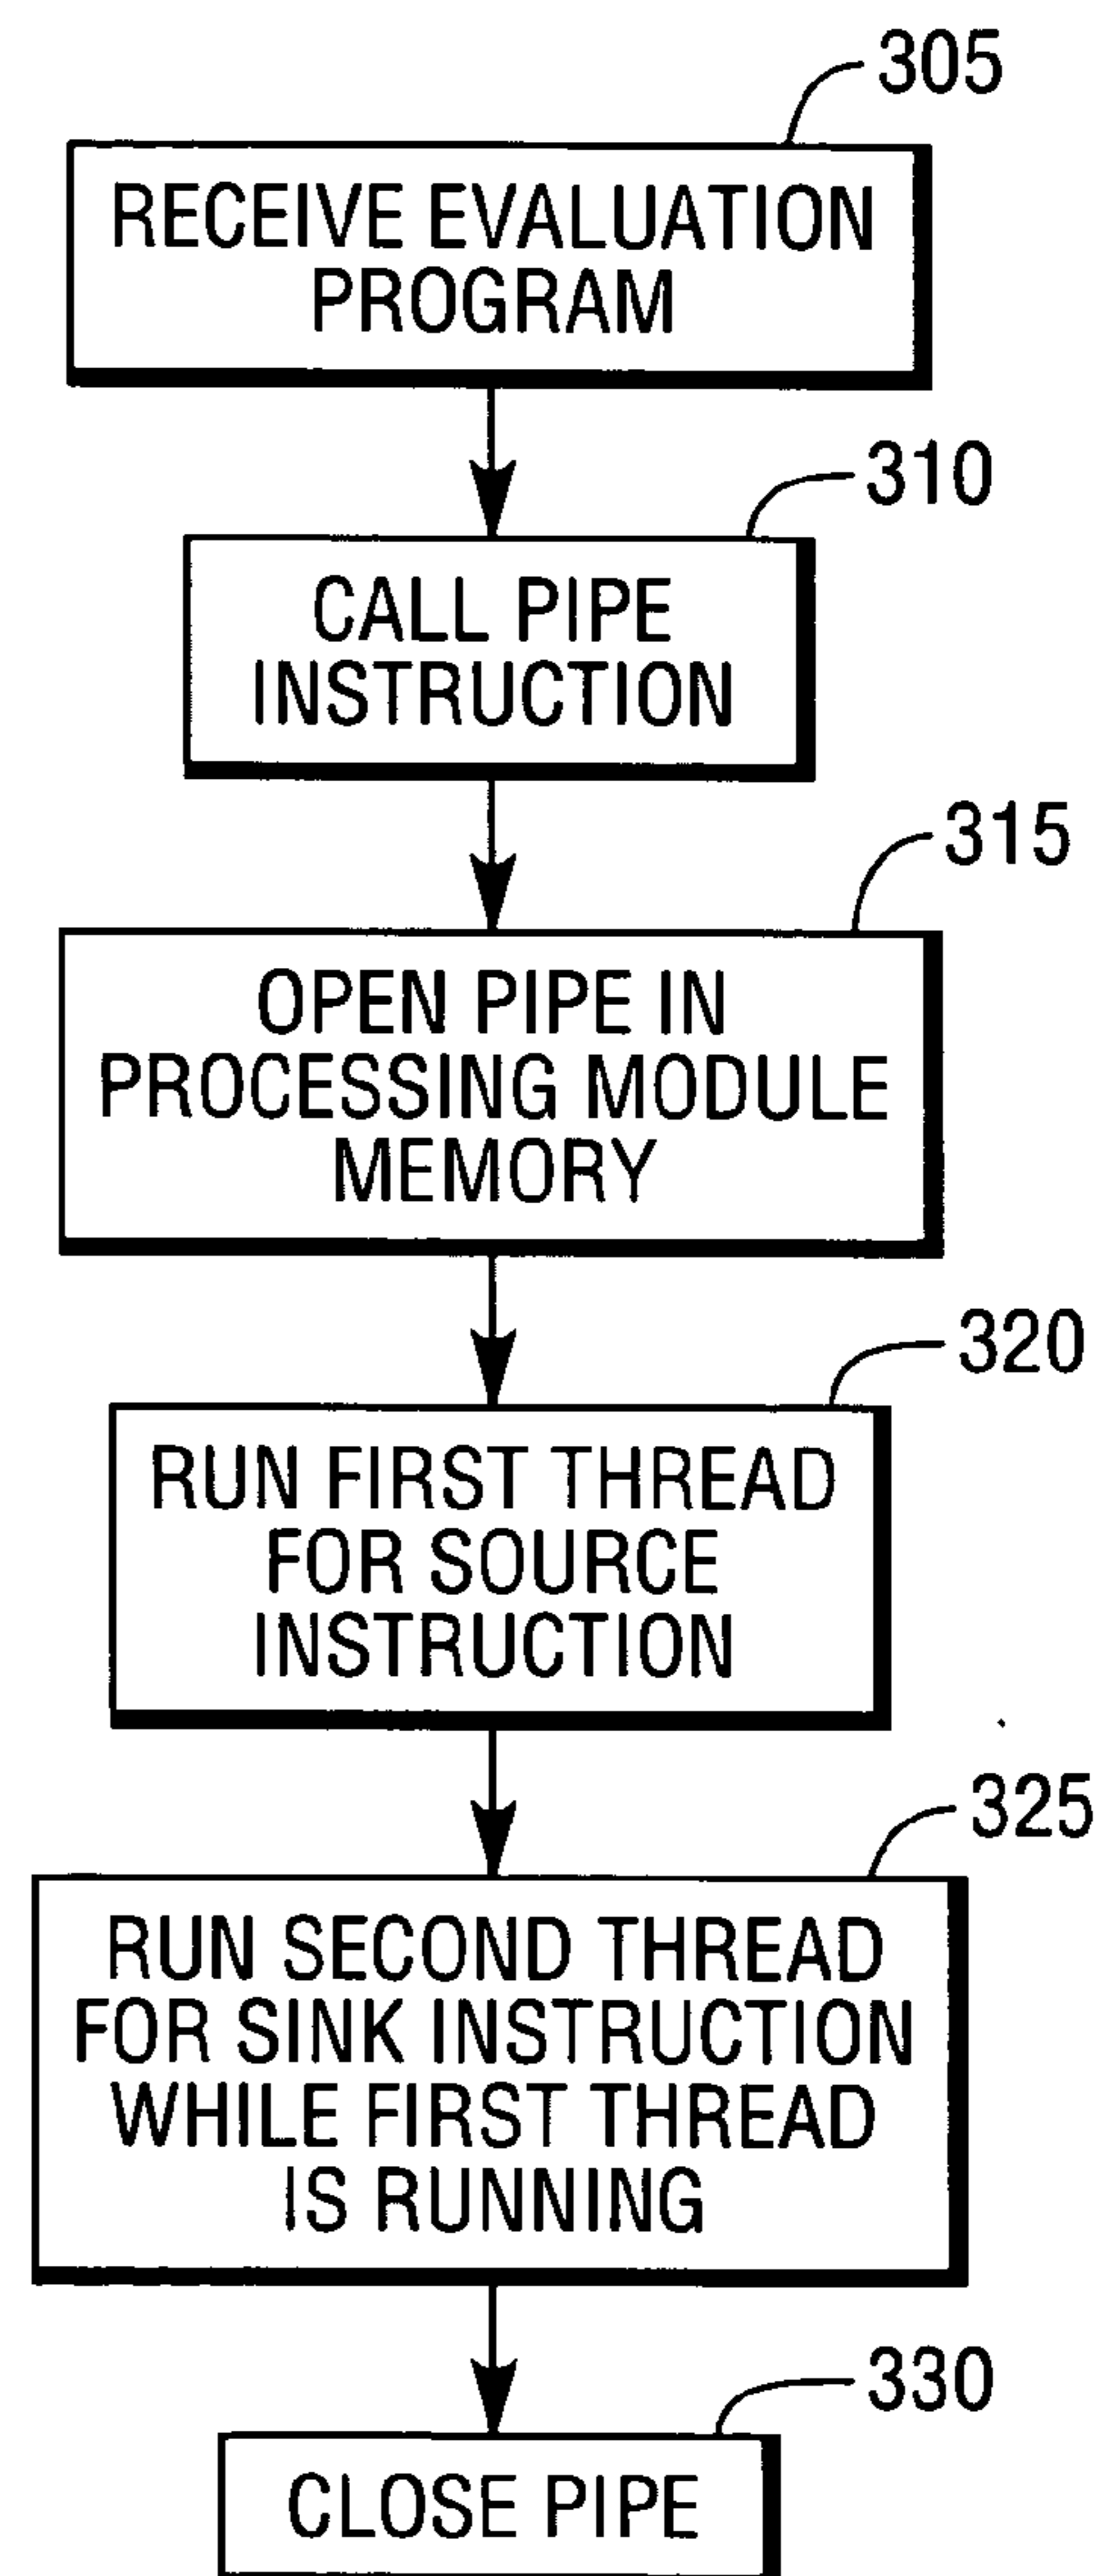 305
RECEIVE EVALUATION
PROGRAM
310
CALL PIPE
INSTRUCTION
315
OPEN PIPE IN
PROCESSING MODULE
MEMORY
320
RUN FIRST THREAD
FOR SOURCE
INSTRUCTION
325
RUN SECOND THREAD
FOR SINK INSTRUCTION
WHILE FIRST THREAD
IS RUNNING
330
CLOSE PIPE